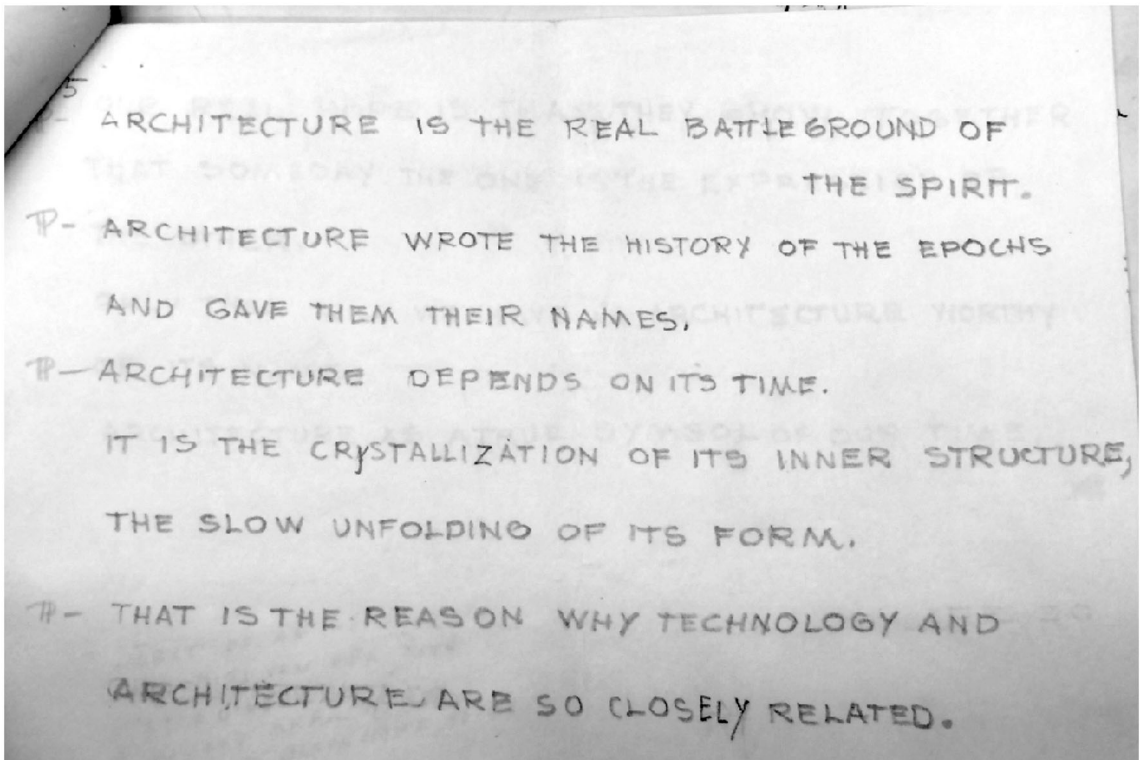 5
ARCHITECTURE IS THE REAL BATTLEGROUND OF
THE SPIRIT.
P- ARCHITECTURE WROTE THE HISTORY OF THE EPOCHS
AND GAVE THEM THEIR NAMES.
P- ARCHITECTURE DEPENDS ON ITS TIME.
IT IS THE CRYSTALLIZATION OF ITS INNER STRUCTURE,
THE SLOW UNFOLDING OF ITS FORM.
P- THAT IS THE REASON WHY TECHNOLOGY AND
ARCHITECTURE ARE SO CLOSELY RELATED.